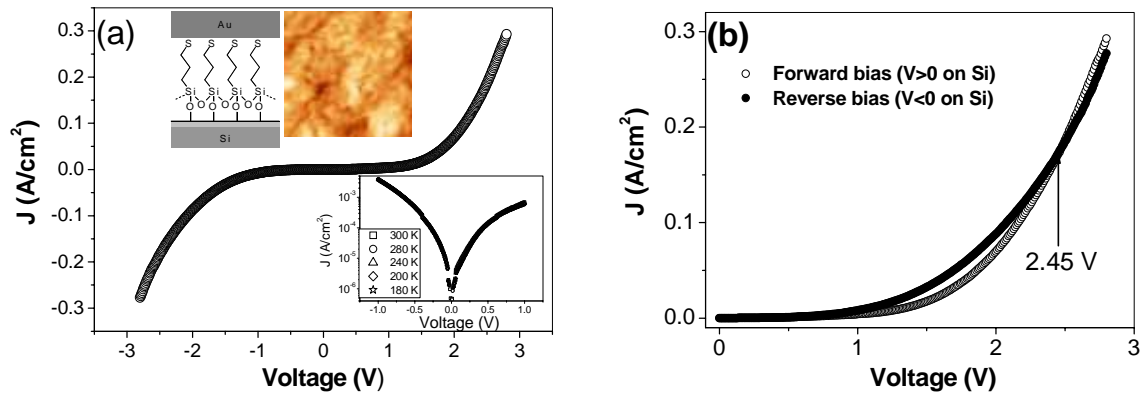 (a)
Au
S S S S
Si Si Si Si
O O O
O O O O
Si
J (A/cm²)
0.3
0.2
0.1
0.0
-0.1
-0.2
-0.3
-3 -2 -1 0 1 2 3
Voltage (V)
J (A/cm²)
10⁻³
10⁻⁴
10⁻⁵
10⁻⁶
300 K
280 K
240 K
200 K
180 K
-1.0 -0.5 0.0 0.5 1.0
Voltage (V)
(b)
Forward bias (V>0 on Si)
Reverse bias (V<0 on Si)
2.45 V
J (A/cm²)
0.3
0.2
0.1
0.0
0 1 2 3
Voltage (V)